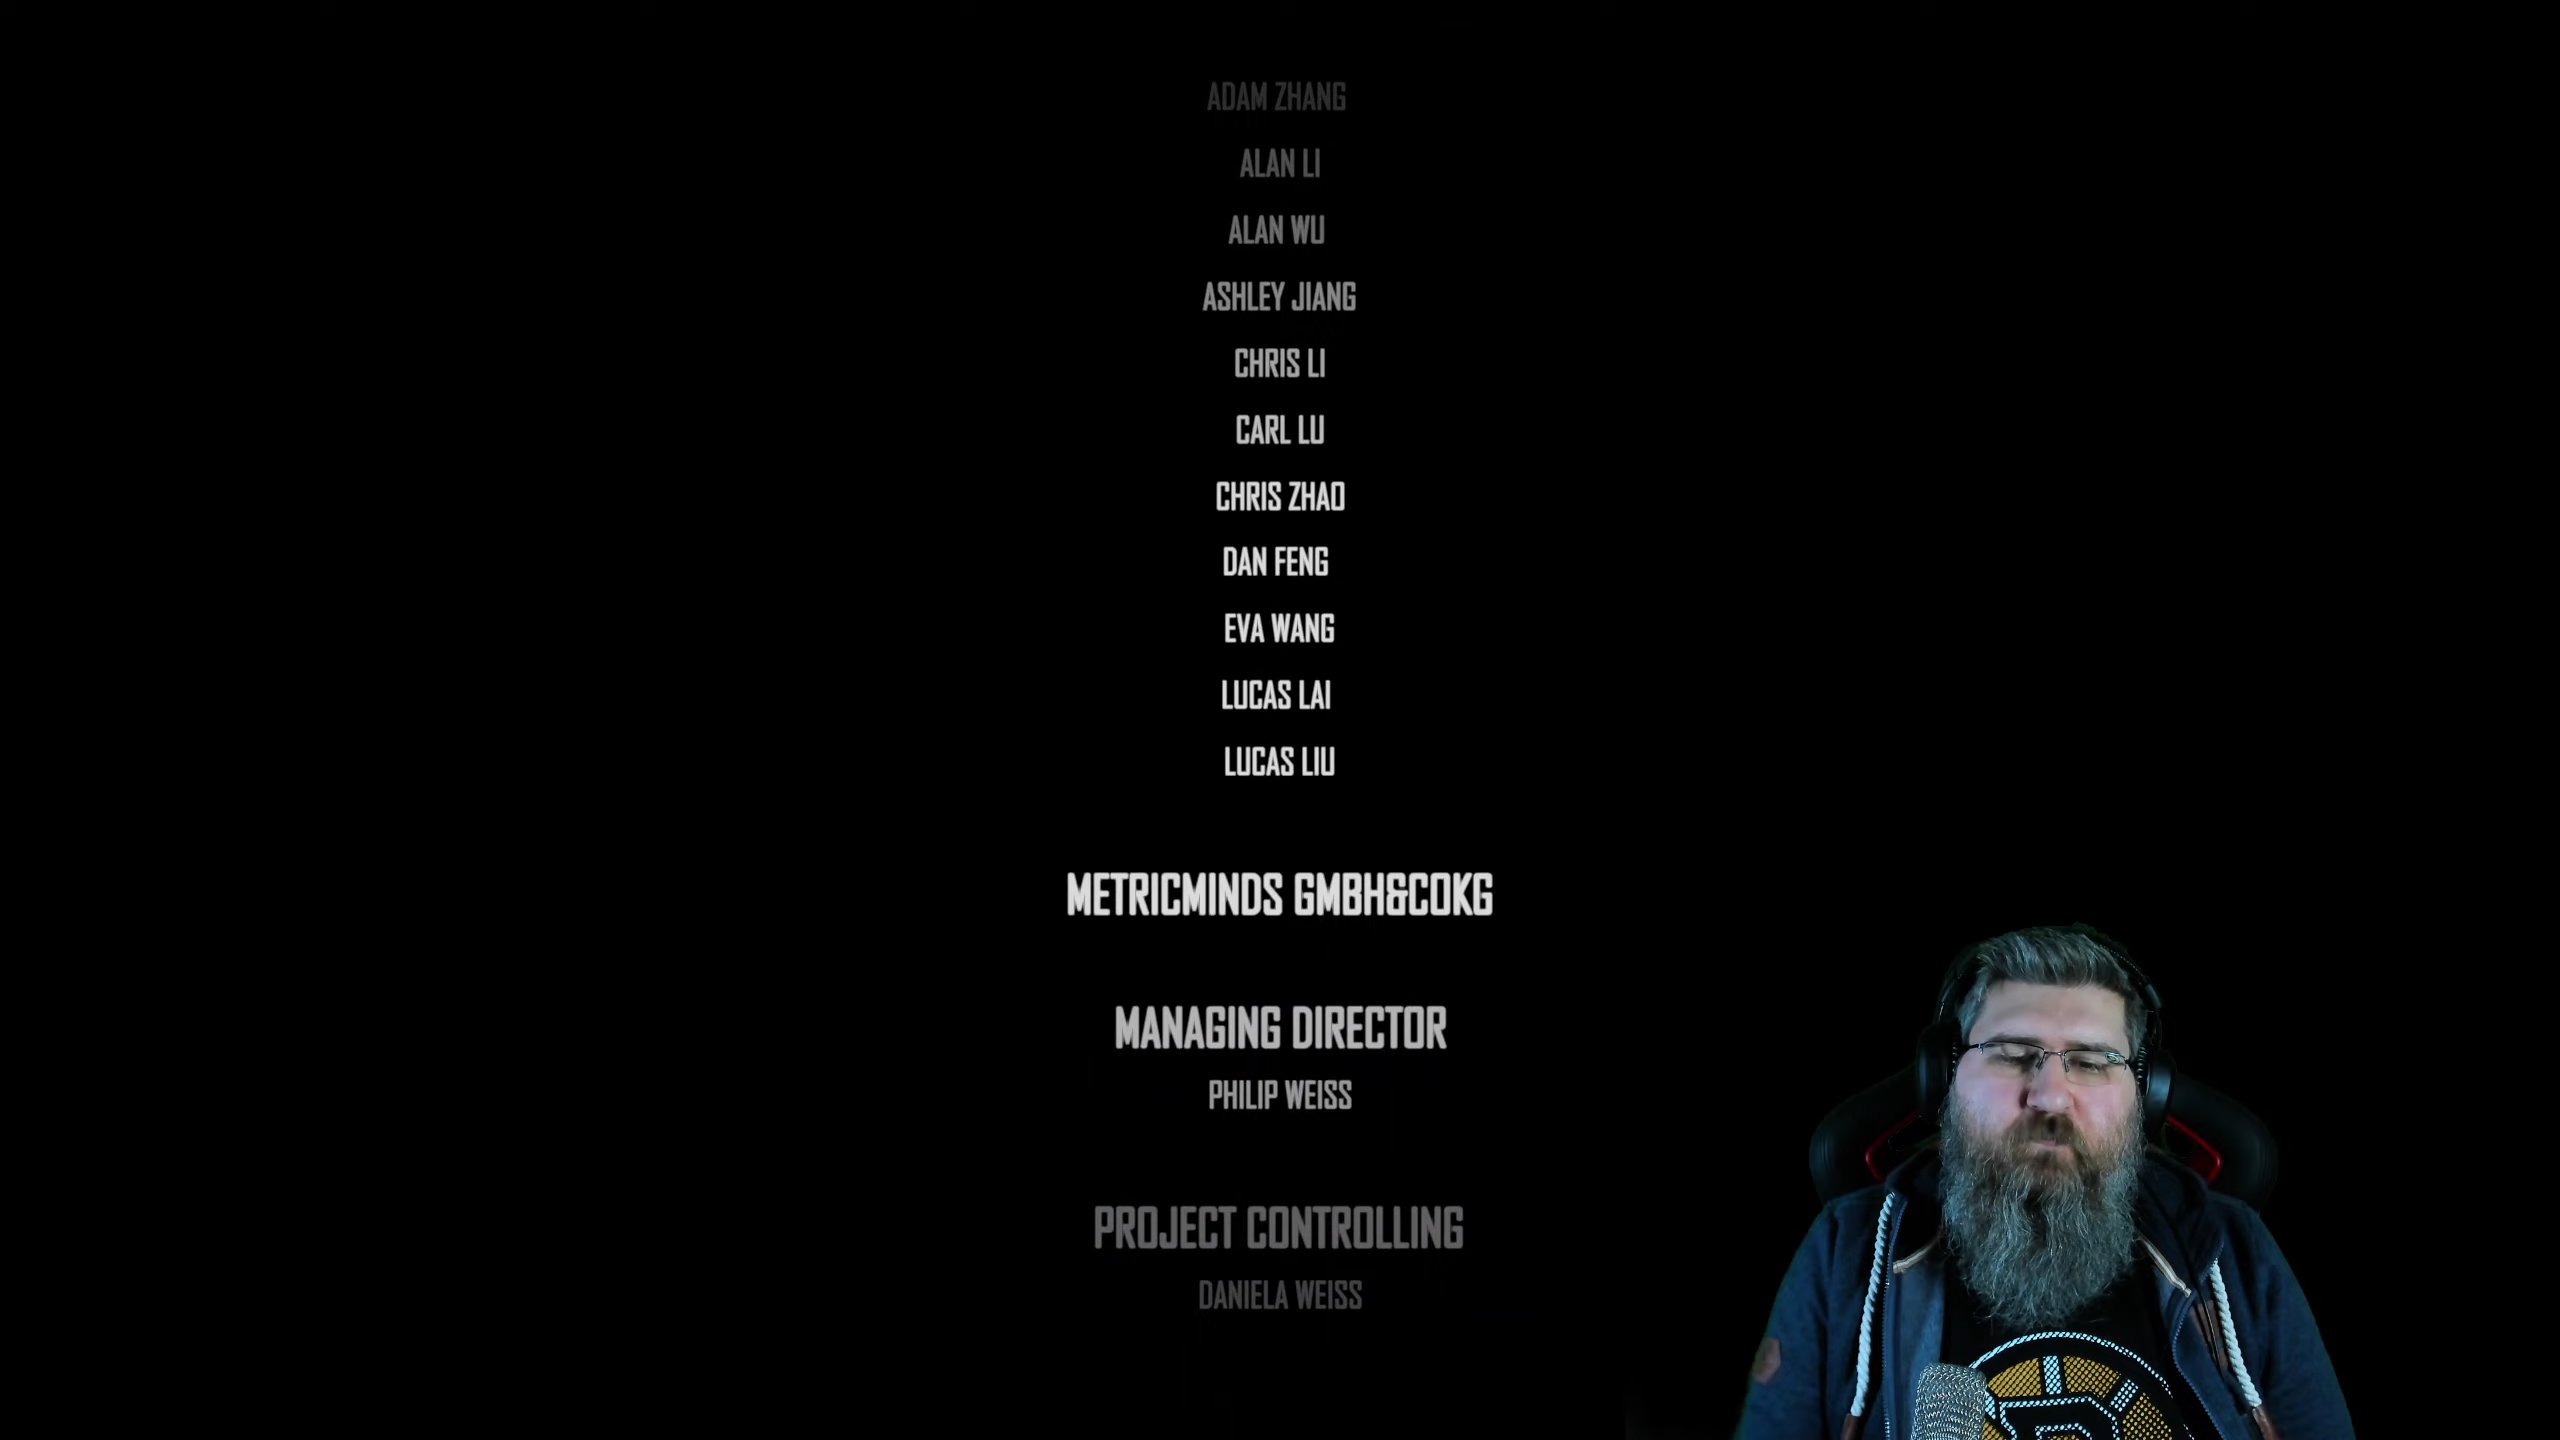 ADAM ZHANG
ALAN LI
ALAN WU
ASHLEY JIANG
CHRIS LI
CARL LU
CHRIS ZHAO
DAN FENG
EVA WANG
LUCAS LAI
LUCAS LIU
METRICMINDS GMBH&COKG
MANAGING DIRECTOR
PHILIP WEISS
PROJECT CONTROLLING
DANIELA WEISS